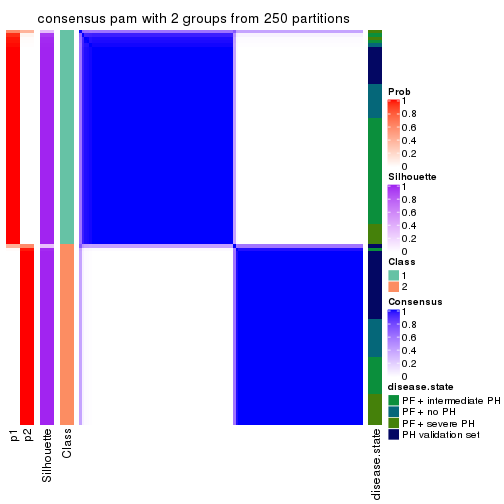 consensus pam with 2 groups from 250 partitions
Prob
1
0.8
0.6
0.4
0.2
0
Silhouette
1
0.8
0.6
0.4
0.2
0
Class
1
2
Consensus
1
0.8
0.6
0.4
0.2
0
disease.state
PF + intermediate PH
PF + no PH
PF + severe PH
PH validation set
p1
p2
Silhouette
Class
disease.state